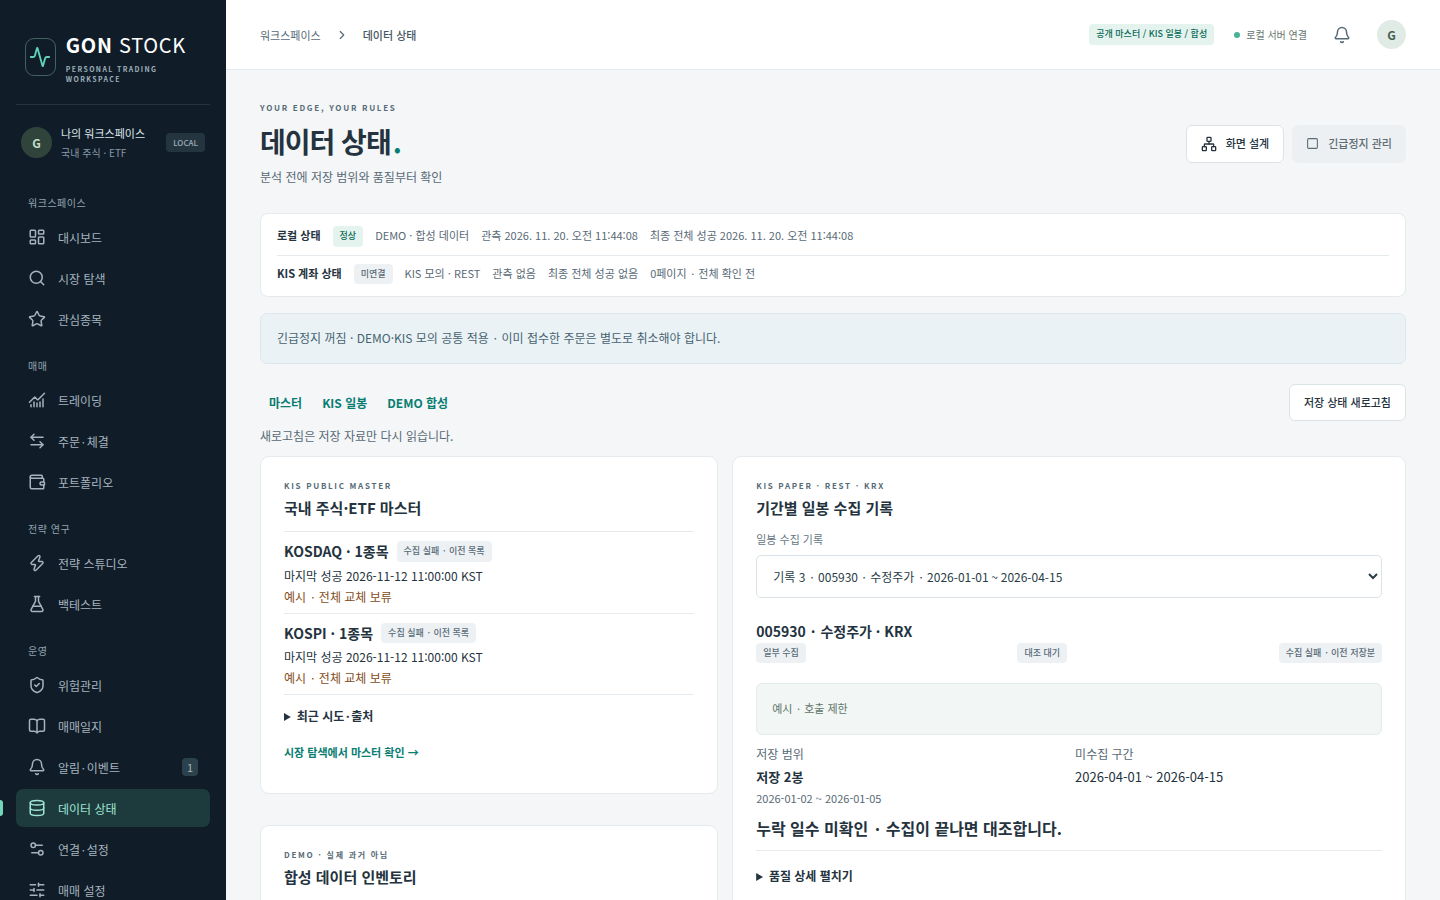 GON STOCK
PERSONAL TRADING
WORKSPACE
G
나의 워크스페이스
국내 주식 · ETF
LOCAL
워크스페이스
대시보드
시장 탐색
관심종목
매매
트레이딩
주문·체결
포트폴리오
전략 연구
전략 스튜디오
백테스트
운영
위험관리
매매일지
알림·이벤트
1
데이터 상태
연결·설정
매매 설정
워크스페이스
데이터 상태
공개 마스터 / KIS 일봉 / 합성
로컬 서버 연결
G
YOUR EDGE, YOUR RULES
데이터 상태.
분석 전에 저장 범위와 품질부터 확인
화면 설계
긴급정지 관리
로컬 상태 정상 DEMO · 합성 데이터 관측 2026. 11. 20. 오전 11:44:08 최종 전체 성공 2026. 11. 20. 오전 11:44:08
KIS 계좌 상태 미연결 KIS 모의 · REST 관측 없음 최종 전체 성공 없음 0페이지 · 전체 확인 전
긴급정지 꺼짐 · DEMO·KIS 모의 공통 적용 · 이미 접수한 주문은 별도로 취소해야 합니다.
마스터 KIS 일봉 DEMO 합성
저장 상태 새로고침
새로고침은 저장 자료만 다시 읽습니다.
KIS PUBLIC MASTER
국내 주식·ETF 마스터
KOSDAQ · 1종목 수집 실패 · 이전 목록
마지막 성공 2026-11-12 11:00:00 KST
예시 · 전체 교체 보류
KOSPI · 1종목 수집 실패 · 이전 목록
마지막 성공 2026-11-12 11:00:00 KST
예시 · 전체 교체 보류
▶ 최근 시도·출처
시장 탐색에서 마스터 확인 →
DEMO · 실제 과거 아님
합성 데이터 인벤토리
KIS PAPER · REST · KRX
기간별 일봉 수집 기록
일봉 수집 기록
기록 3 · 005930 · 수정주가 · 2026-01-01 ~ 2026-04-15
005930 · 수정주가 · KRX
일부 수집
대조 대기
수집 실패 · 이전 저장분
예시 · 호출 제한
저장 범위
저장 2봉
2026-01-02 ~ 2026-01-05
미수집 구간
2026-04-01 ~ 2026-04-15
누락 일수 미확인 · 수집이 끝나면 대조합니다.
▶ 품질 상세 펼치기